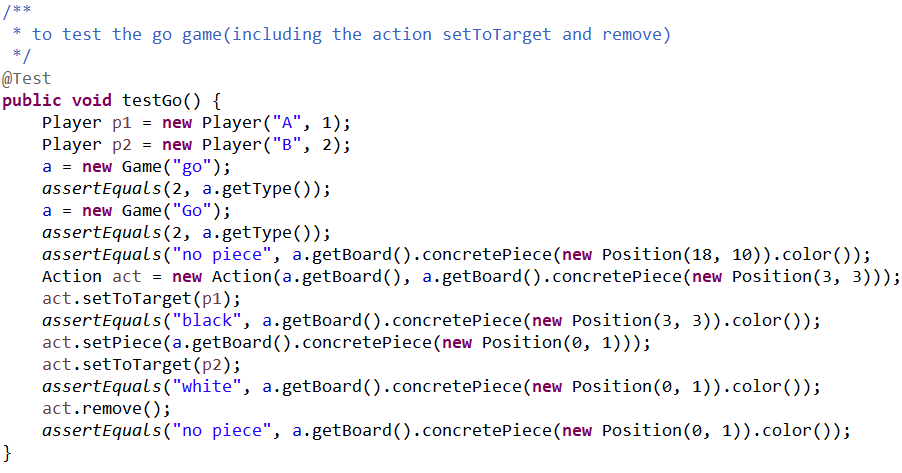 /**
 * to test the go game(including the action setToTarget and remove)
 */
@Test
public void testGo() {
    Player p1 = new Player("A", 1);
    Player p2 = new Player("B", 2);
    a = new Game("go");
    assertEquals(2, a.getType());
    a = new Game("Go");
    assertEquals(2, a.getType());
    assertEquals("no piece", a.getBoard().concretePiece(new Position(18, 10)).color());
    Action act = new Action(a.getBoard(), a.getBoard().concretePiece(new Position(3, 3)));
    act.setToTarget(p1);
    assertEquals("black", a.getBoard().concretePiece(new Position(3, 3)).color());
    act.setPiece(a.getBoard().concretePiece(new Position(0, 1)));
    act.setToTarget(p2);
    assertEquals("white", a.getBoard().concretePiece(new Position(0, 1)).color());
    act.remove();
    assertEquals("no piece", a.getBoard().concretePiece(new Position(0, 1)).color());
}